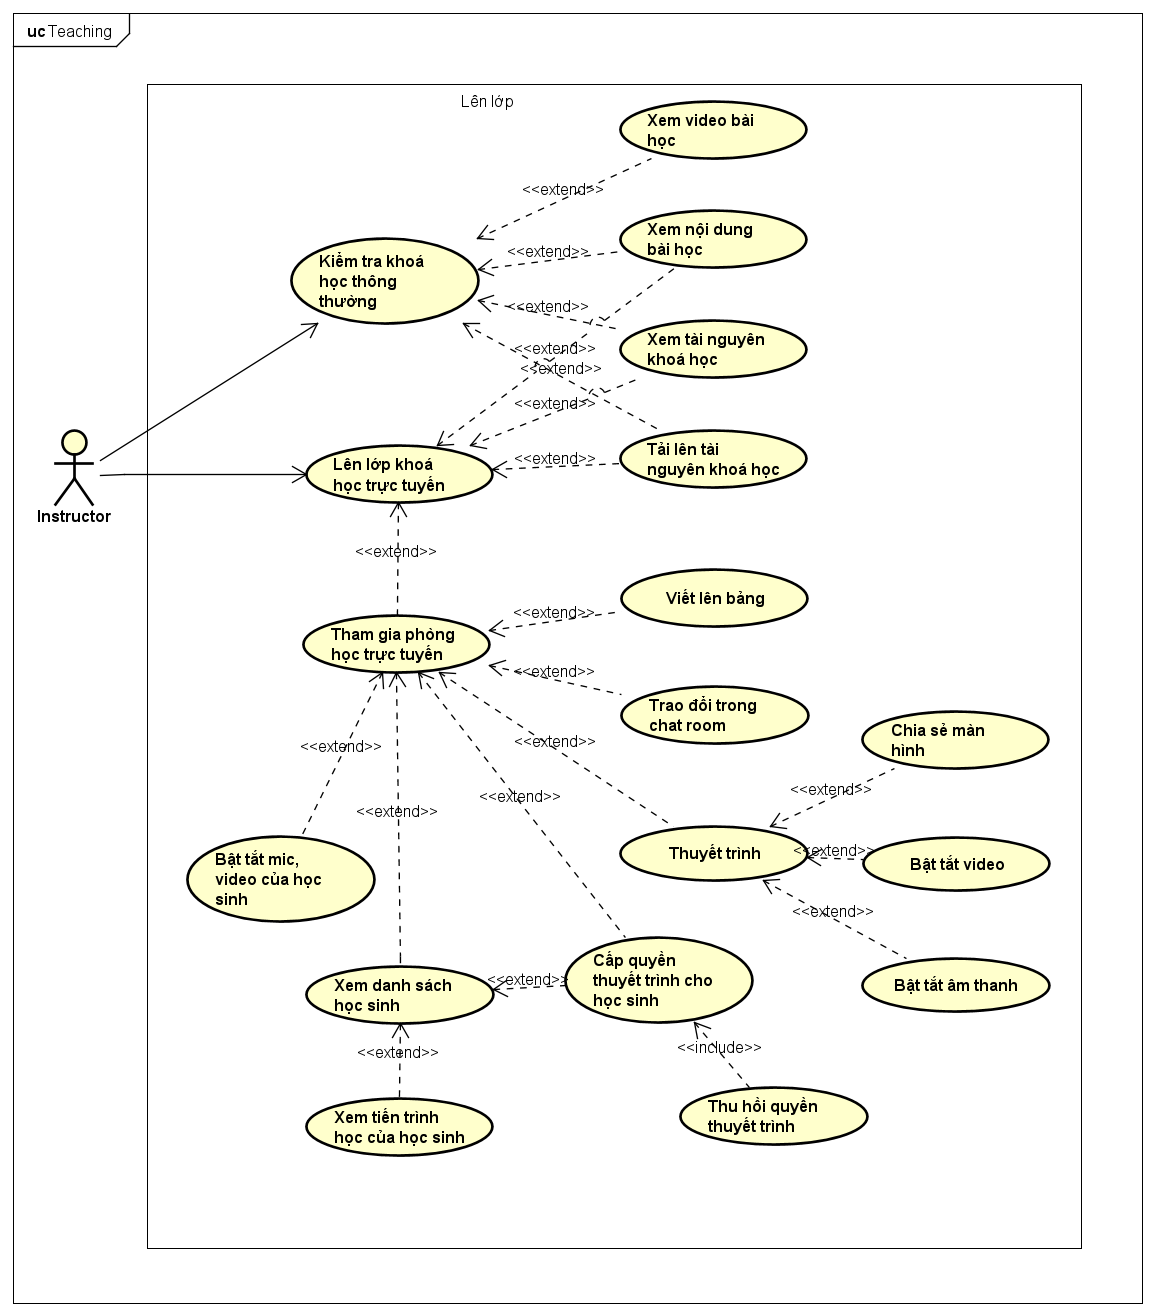 uc Teaching
Lên lớp
Xem video bài
học
<<extend>>
Xem nội dung
bài học
<<extend>>
Kiểm tra khoá
học thông
thường
<<extend>>
Xem tài nguyên
khoá học
<<extend>>
<<extend>>
<<extend>>
Tải lên tài
nguyên khoá học
<<extend>>
Lên lớp khoá
học trực tuyến
Instructor
<<extend>>
Viết lên bảng
<<extend>>
Tham gia phòng
học trực tuyến
<<extend>>
Trao đổi trong
chat room
Chia sẻ màn
hình
<<extend>>
<<extend>>
<<extend>>
<<extend>>
<<extend>>
Thuyết trình
<<extend>>
Bật tắt video
Bật tắt mic,
video của học
sinh
<<extend>>
Cấp quyền
thuyết trình cho
học sinh
<<extend>>
Xem danh sách
học sinh
Bật tắt âm thanh
<<extend>>
<<include>>
Xem tiến trình
học của học sinh
Thu hồi quyền
thuyết trình